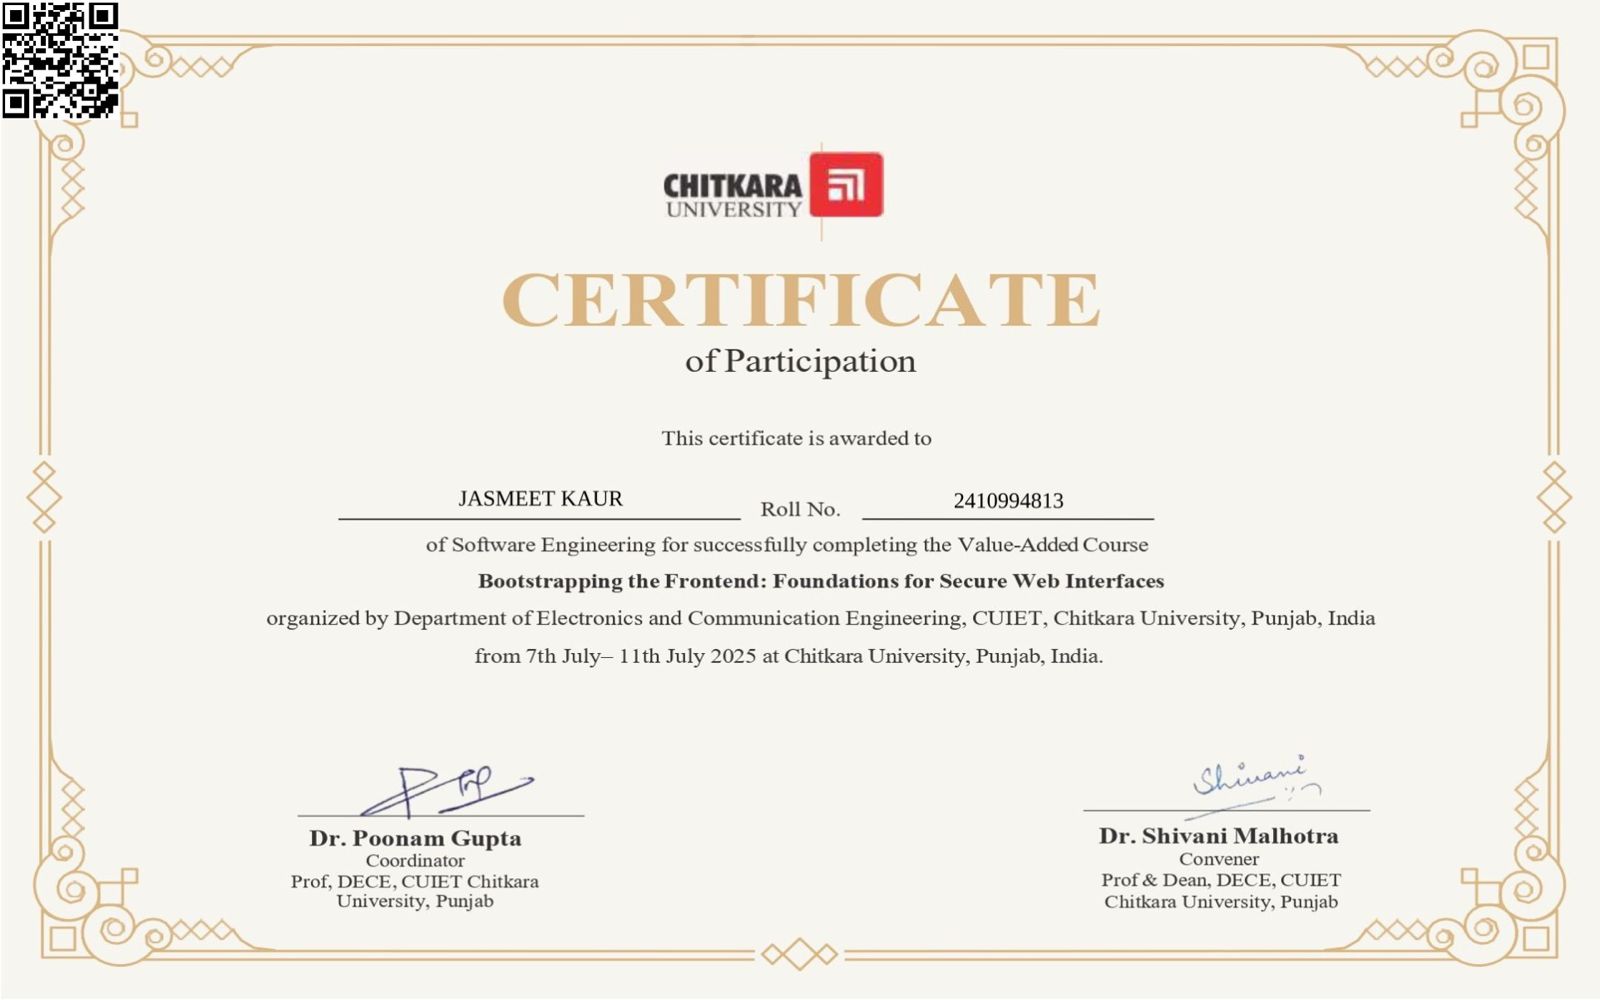 CHITKARA
UNIVERSITY
CERTIFICATE
of Participation
This certificate is awarded to
JASMEET KAUR Roll No. 2410994813
of Software Engineering for successfully completing the Value-Added Course
Bootstrapping the Frontend: Foundations for Secure Web Interfaces
organized by Department of Electronics and Communication Engineering, CUIET, Chitkara University, Punjab, India
from 7th July– 11th July 2025 at Chitkara University, Punjab, India.
Shivani
Dr. Poonam Gupta
Coordinator
Prof, DECE, CUIET Chitkara
University, Punjab
Dr. Shivani Malhotra
Convener
Prof & Dean, DECE, CUIET
Chitkara University, Punjab